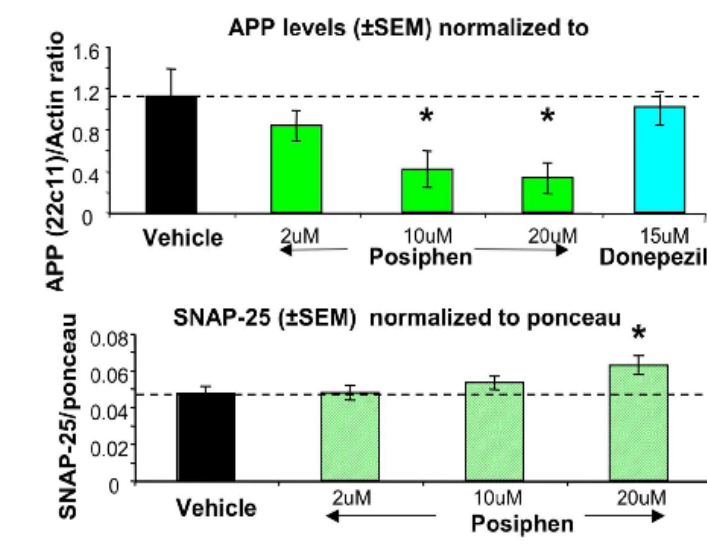 APP levels (±SEM) normalized to
APP (22c11)/Actin ratio
1.6
1.2
0.8
0.4
0
*
*
Vehicle
2uM
10uM
20uM
15uM
Posiphen
Donepezil
SNAP-25 (±SEM) normalized to ponceau
SNAP-25/ponceau
0.08
0.06
0.04
0.02
0
*
Vehicle
2uM
10uM
20uM
Posiphen